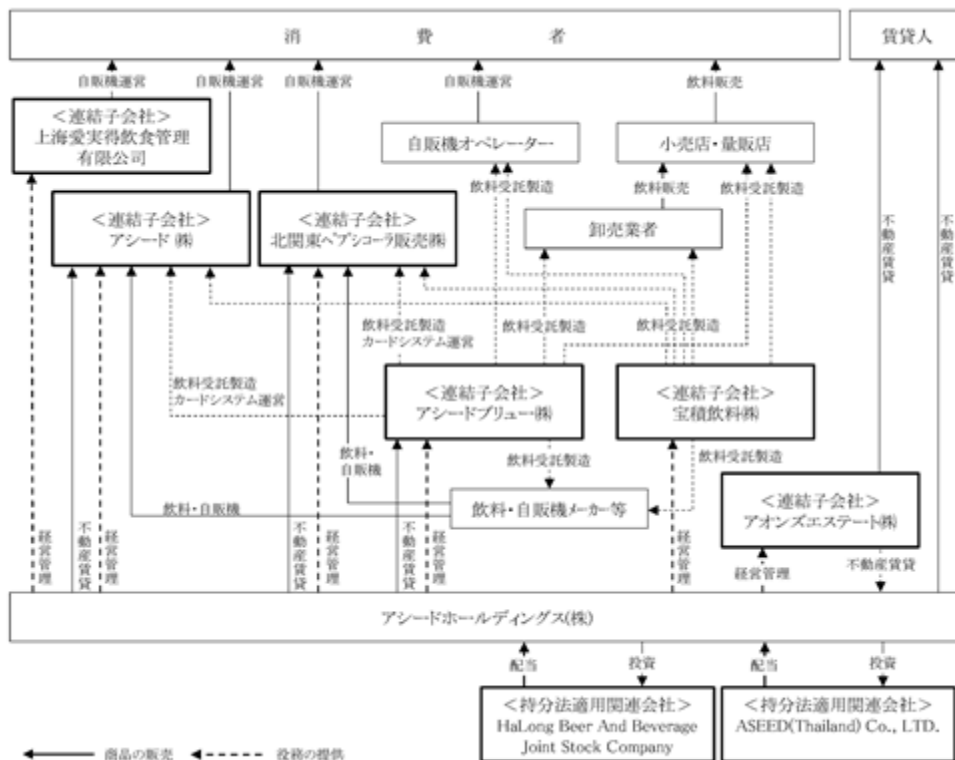 消費者
賃貸人
自販機運営
自販機運営
自販機運営
自販機運営
飲料販売
＜連結子会社＞
上海愛実得飲食管理
有限公司
自販機オペレーター
小売店・量販店
飲料受託製造
飲料販売
飲料受託製造
＜連結子会社＞
アシード㈱
＜連結子会社＞
北関東ペプシコーラ販売㈱
卸売業者
不動産賃貸
不動産賃貸
飲料受託製造
カードシステム運営
飲料受託製造
飲料受託製造
飲料受託製造
カードシステム運営
＜連結子会社＞
アシードブリュー㈱
＜連結子会社＞
宝積飲料㈱
飲料・
自販機
飲料受託製造
飲料受託製造
飲料・自販機
飲料・自販機メーカー等
＜連結子会社＞
アオンズエステート㈱
経営管理
不動産賃貸
経営管理
不動産賃貸
経営管理
不動産賃貸
経営管理
経営管理
経営管理
不動産賃貸
アシードホールディングス(株)
配当
投資
配当
投資
＜持分法適用関連会社＞
HaLong Beer And Beverage
Joint Stock Company
＜持分法適用関連会社＞
ASEED(Thailand) Co., LTD.
商品の販売
役務の提供